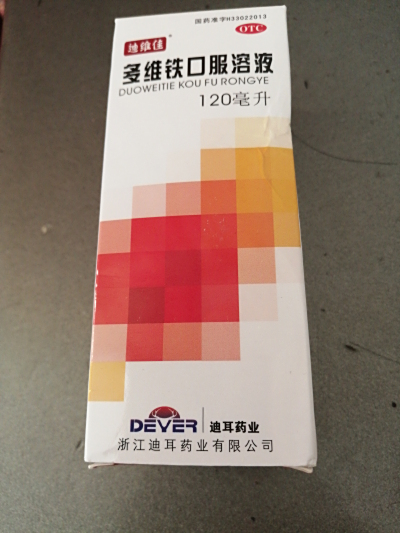 国药准字H33022013
迪维佳®
OTC
多维铁口服溶液
DUOWEITIE KOU FU RONGYE
120毫升
DEVER 迪耳药业
浙江迪耳药业有限公司